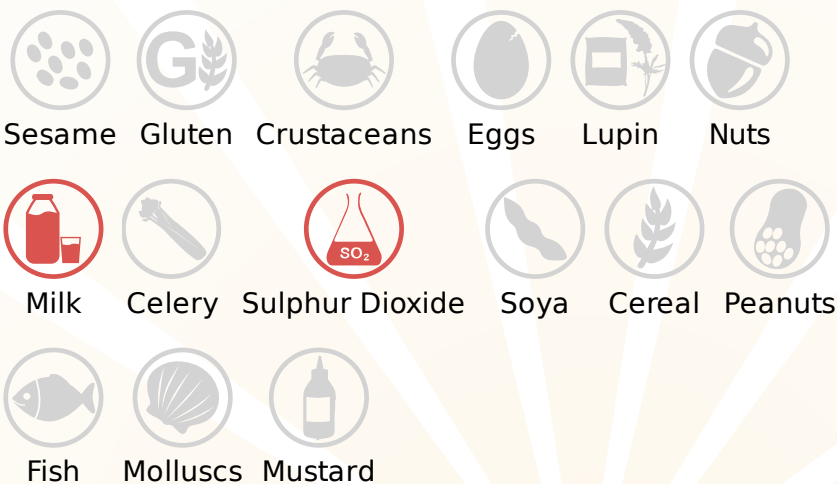 G
Sesame Gluten Crustaceans Eggs Lupin Nuts
SO₂
Milk Celery Sulphur Dioxide Soya Cereal Peanuts
Fish Molluscs Mustard